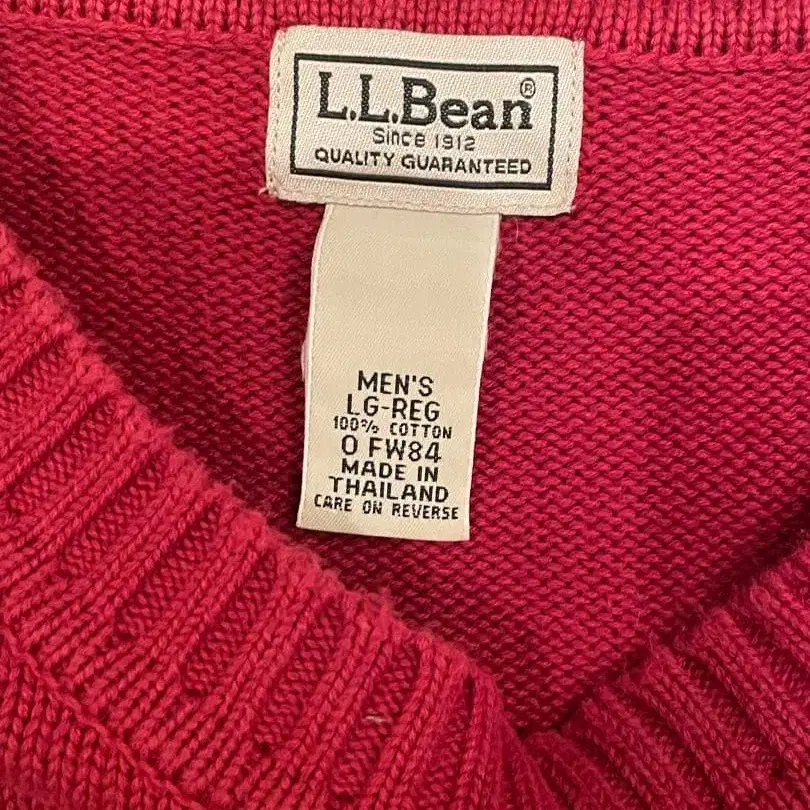 L.L.Bean®
Since 1912
QUALITY GUARANTEED
MEN'S
LG-REG
100% COTTON
0 FW84
MADE IN
THAILAND
CARE ON REVERSE